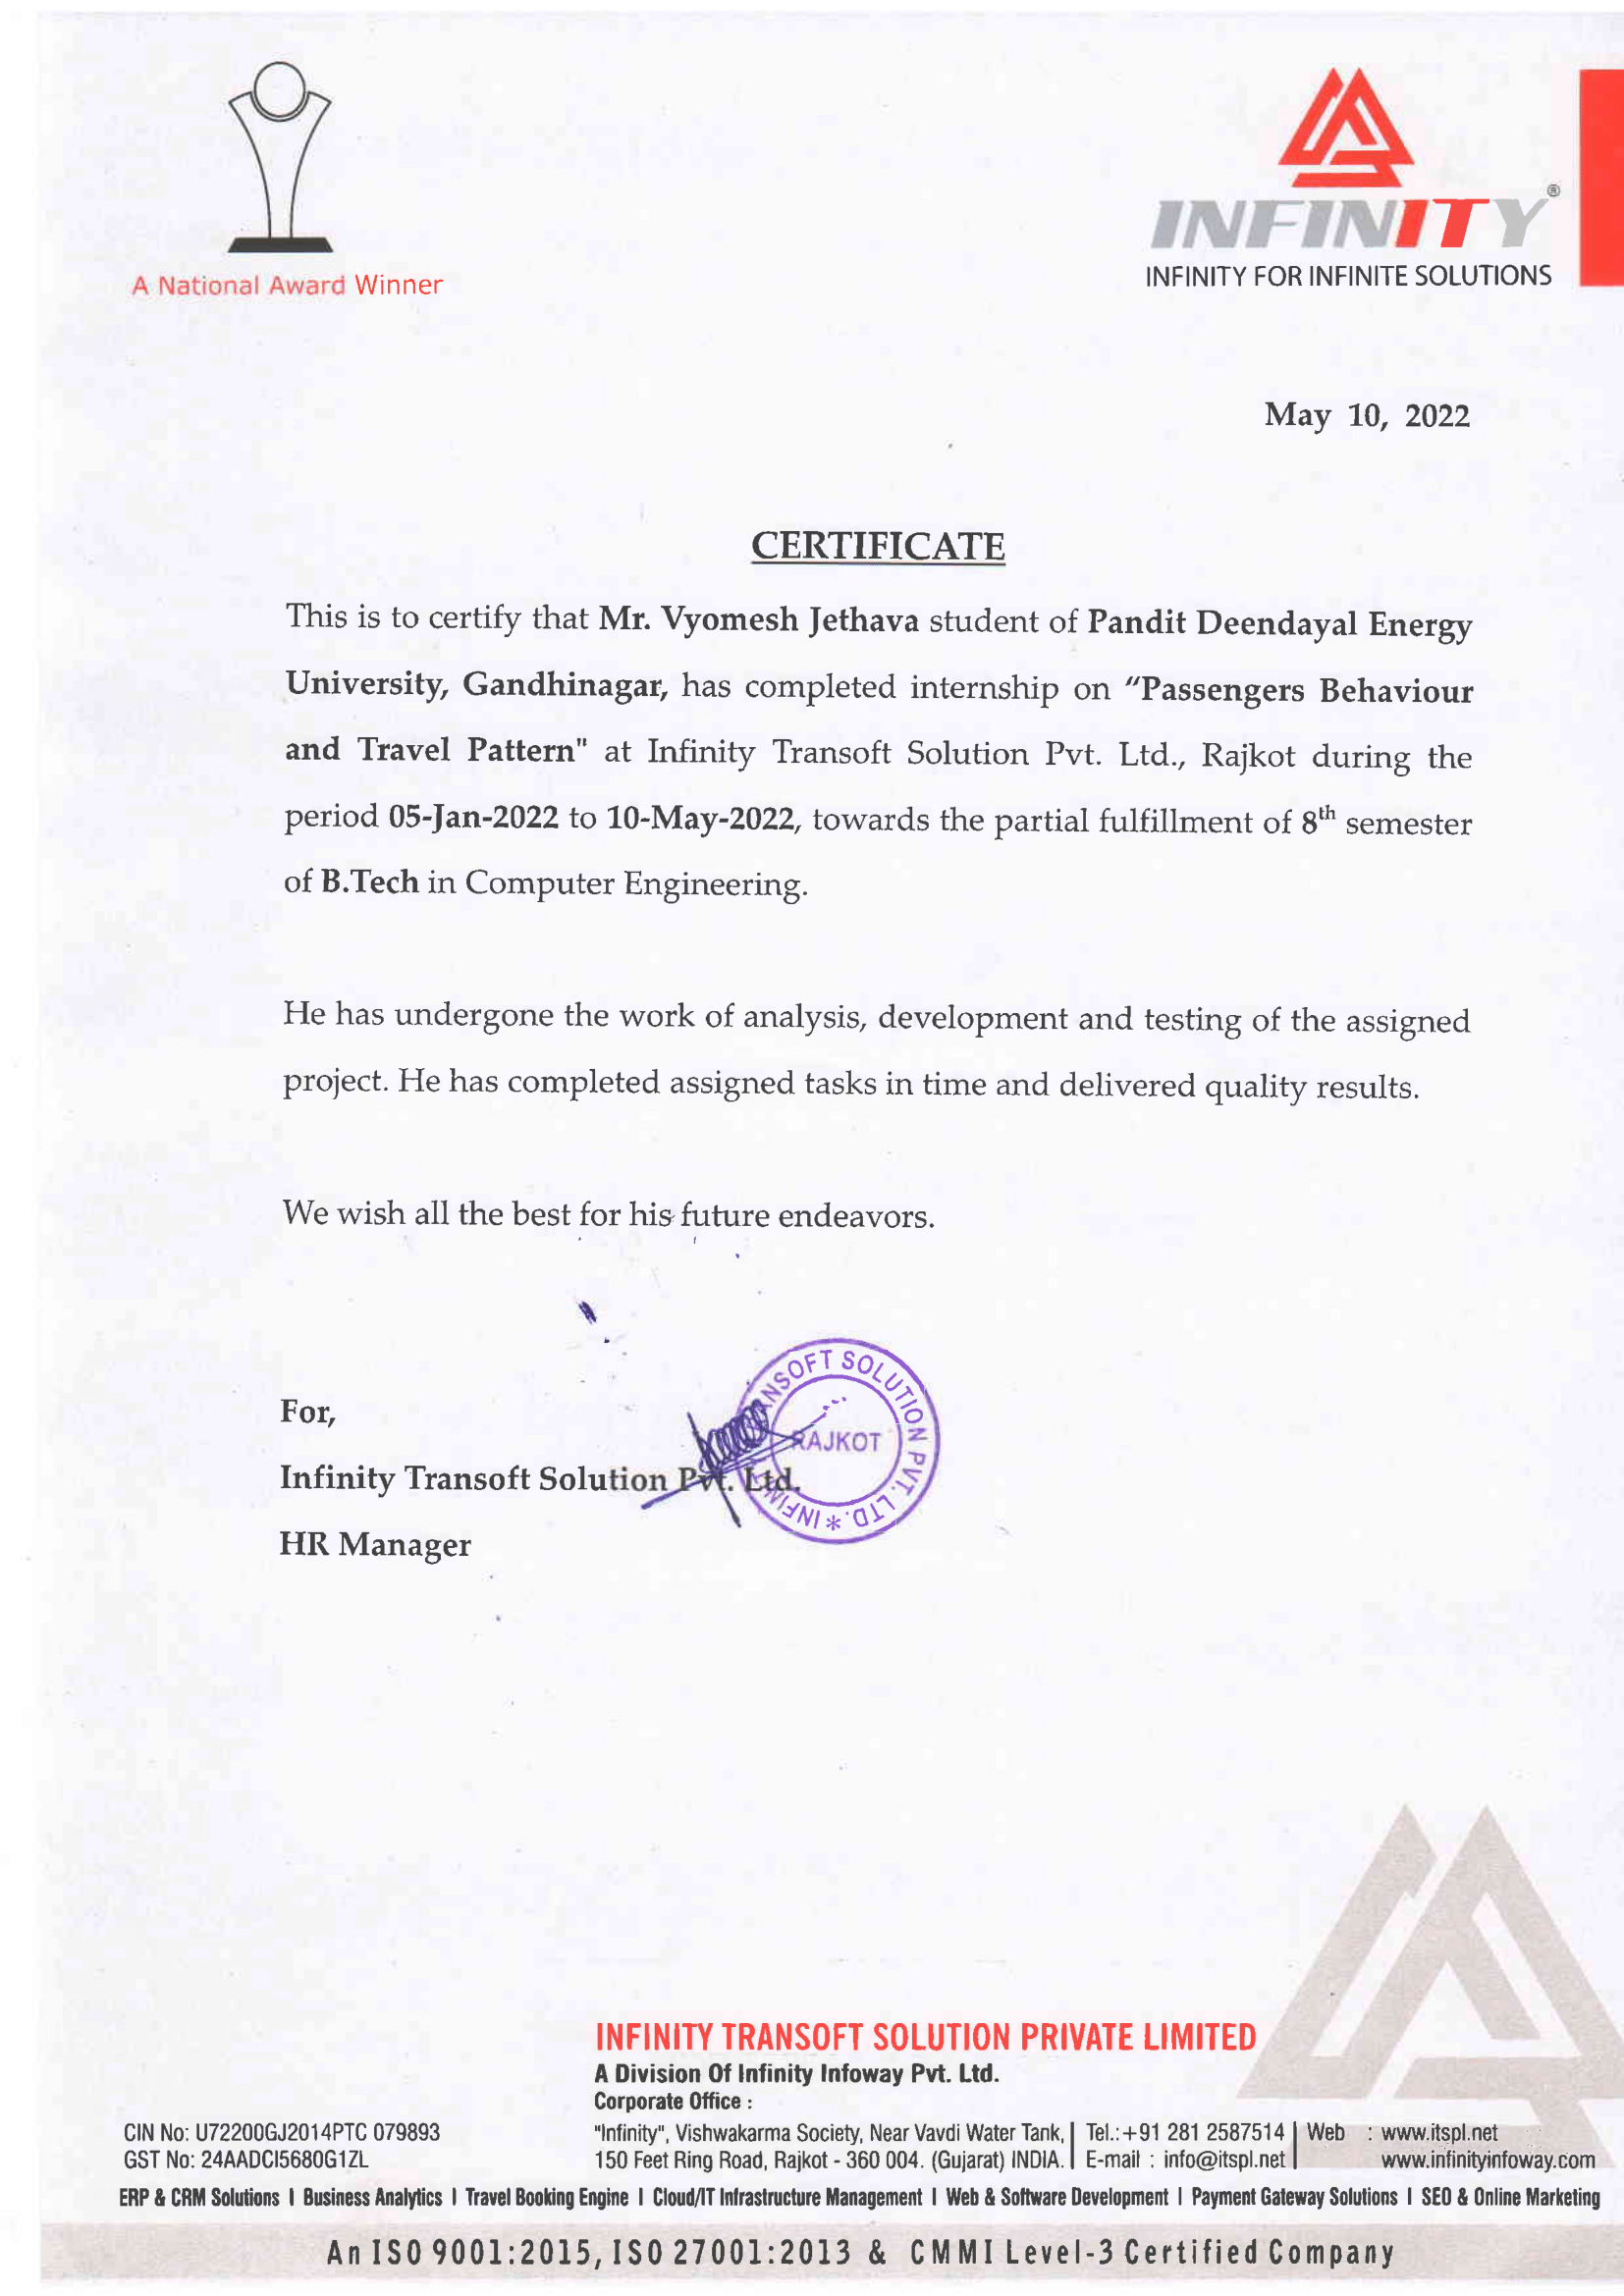 A National Award Winner
INFINITY®
INFINITY FOR INFINITE SOLUTIONS
May 10, 2022
CERTIFICATE
This is to certify that Mr. Vyomesh Jethava student of Pandit Deendayal Energy
University, Gandhinagar, has completed internship on “Passengers Behaviour
and Travel Pattern" at Infinity Transoft Solution Pvt. Ltd., Rajkot during the
period 05-Jan-2022 to 10-May-2022, towards the partial fulfillment of 8th semester
of B.Tech in Computer Engineering.
He has undergone the work of analysis, development and testing of the assigned
project. He has completed assigned tasks in time and delivered quality results.
We wish all the best for his future endeavors.
For,
Infinity Transoft Solution Pvt. Ltd.
HR Manager
SOLUTION PVT. LTD. *
RAJKOT
INFINITY TRANSOFT SOLUTION PRIVATE LIMITED
A Division Of Infinity Infoway Pvt. Ltd.
Corporate Office :
CIN No: U72200GJ2014PTC 079893 "Infinity", Vishwakarma Society, Near Vavdi Water Tank, Tel.:+91 281 2587514 Web : www.itspl.net
GST No: 24AADCI5680G1ZL 150 Feet Ring Road, Rajkot - 360 004. (Gujarat) INDIA. E-mail : info@itspl.net www.infinityinfoway.com
ERP & CRM Solutions | Business Analytics | Travel Booking Engine | Cloud/IT Infrastructure Management | Web & Software Development | Payment Gateway Solutions | SEO & Online Marketing
An ISO 9001:2015, ISO 27001:2013 & CMMI Level-3 Certified Company